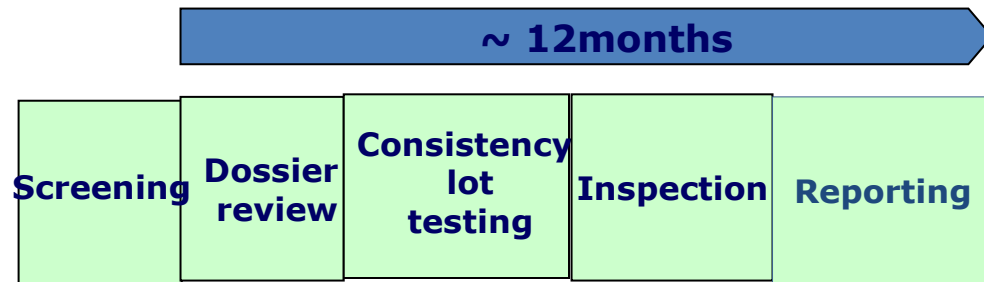 ~ 12months
Screening
Dossier
review
Consistency
lot
testing
Inspection
Reporting